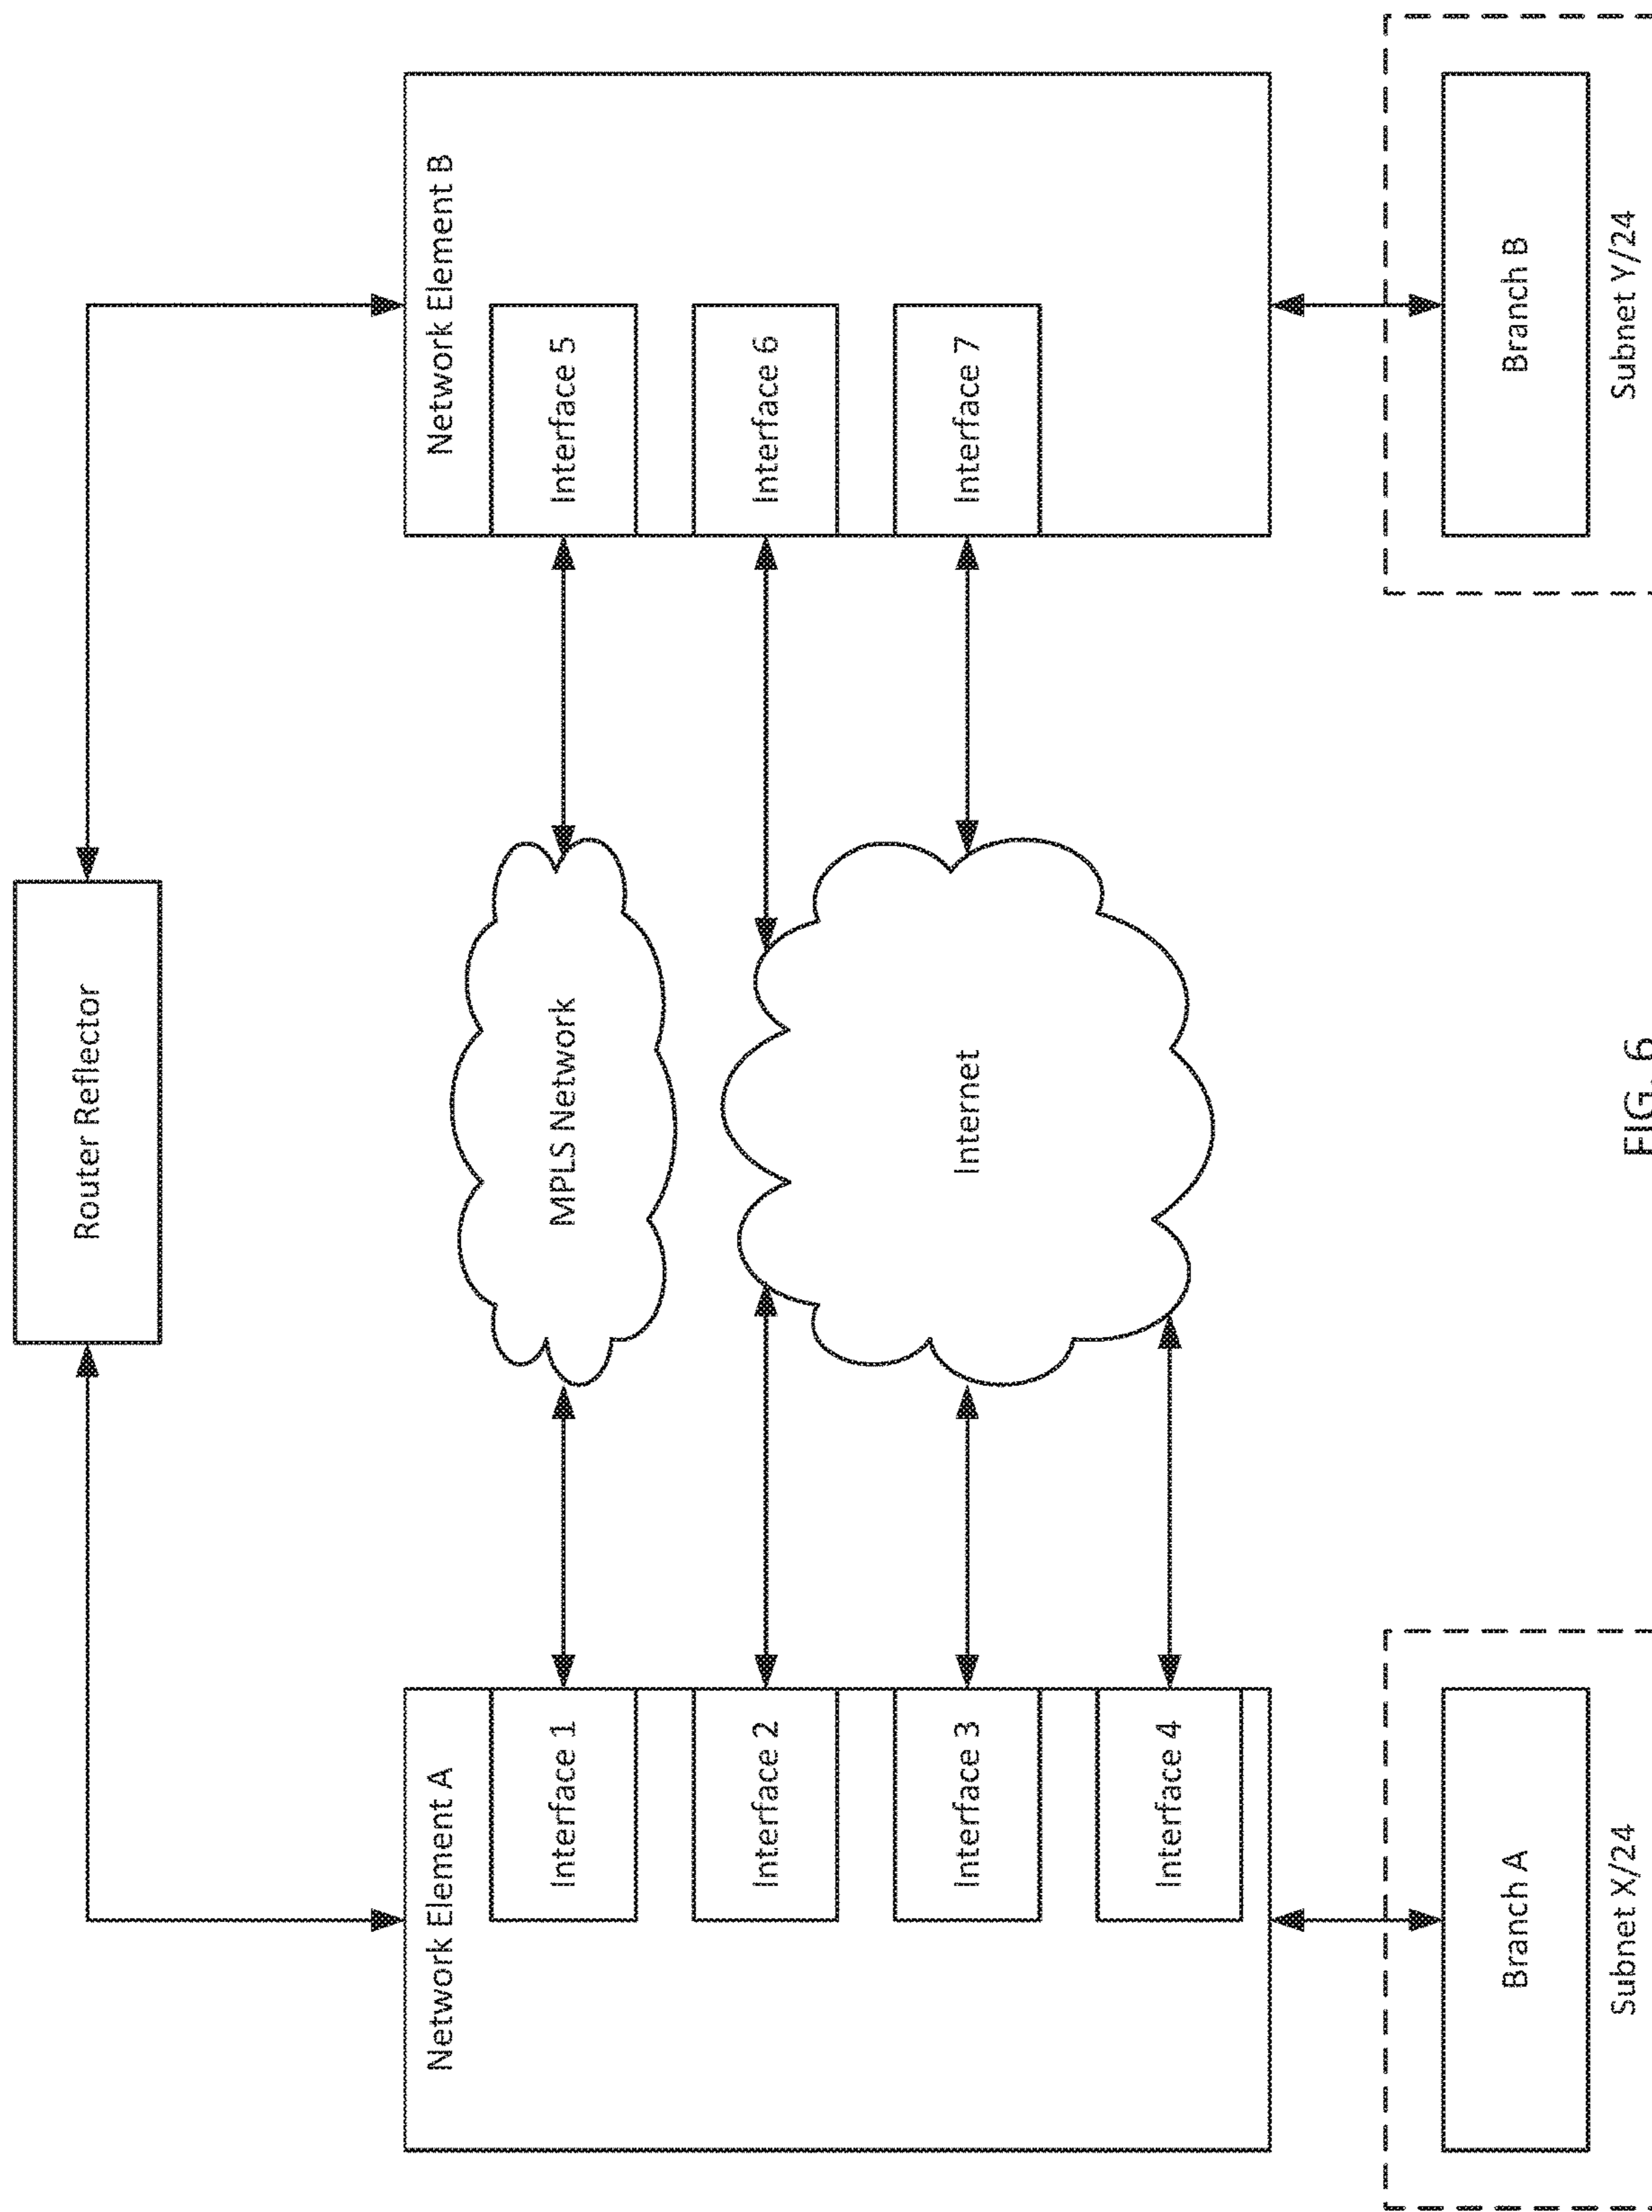 Router Reflector
Network Element A
Interface 1
Interface 2
Interface 3
Interface 4
MPLS Network
Internet
Network Element B
Interface 5
Interface 6
Interface 7
Branch A
Subnet X/24
Branch B
Subnet Y/24
FIG. 6